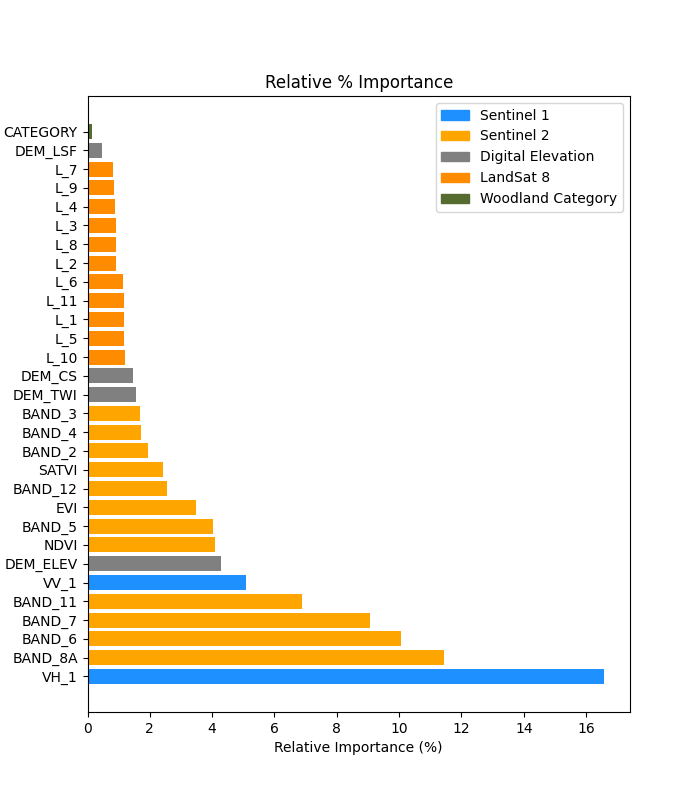 Relative % Importance
Sentinel 1
Sentinel 2
Digital Elevation
LandSat 8
Woodland Category
CATEGORY
DEM_LSF
L_7
L_9
L_4
L_3
L_8
L_2
L_6
L_11
L_1
L_5
L_10
DEM_CS
DEM_TWI
BAND_3
BAND_4
BAND_2
SATVI
BAND_12
EVI
BAND_5
NDVI
DEM_ELEV
VV_1
BAND_11
BAND_7
BAND_6
BAND_8A
VH_1
0 2 4 6 8 10 12 14 16
Relative Importance (%)